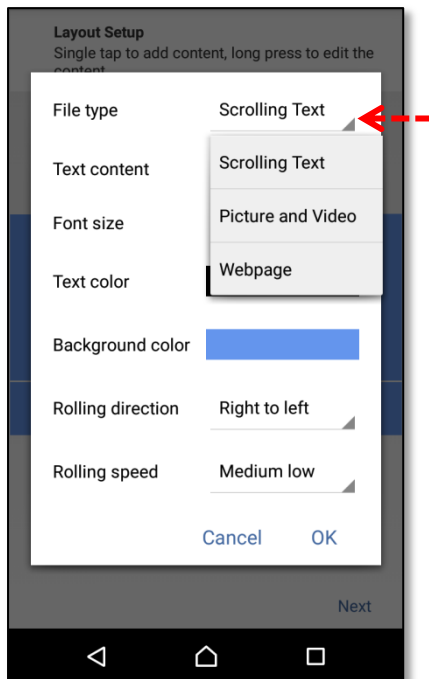 Layout Setup
Single tap to add content, long press to edit the
content
File type Scrolling Text
Scrolling Text
Text content
Picture and Video
Font size
Webpage
Text color
Background color
Rolling direction Right to left
Rolling speed Medium low
Cancel OK
Next